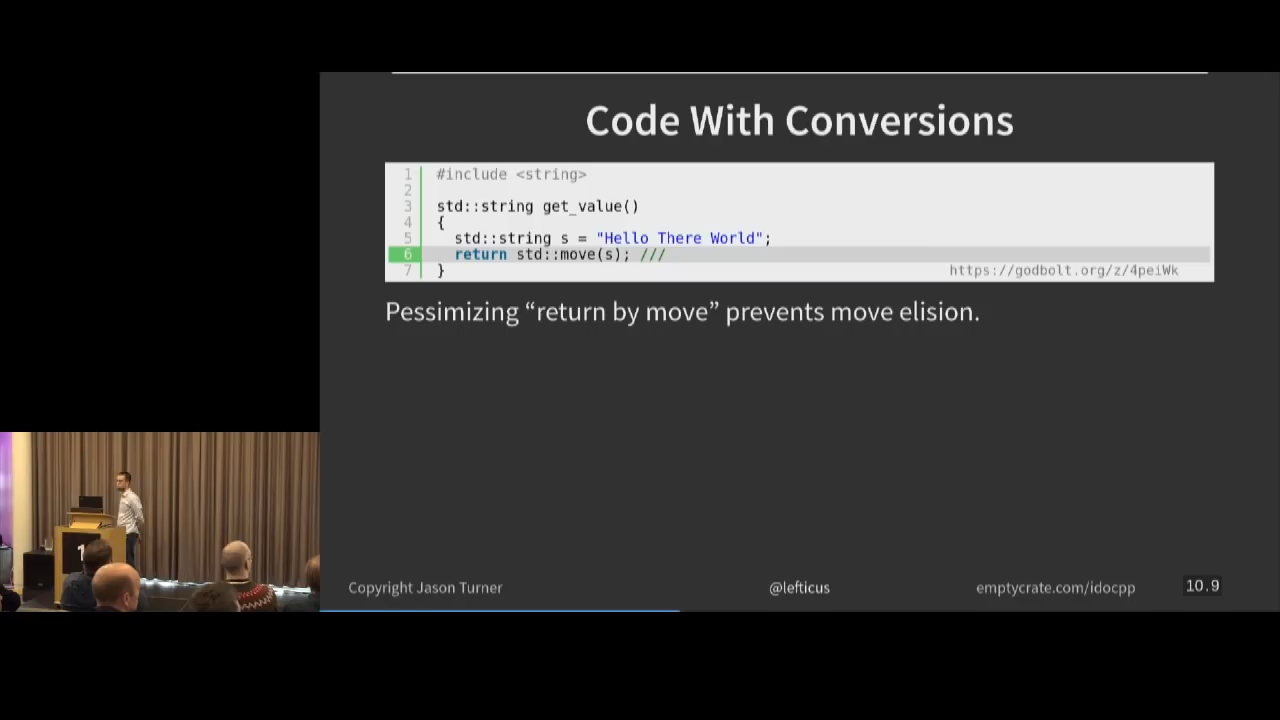 Code With Conversions
1 #include <string>
2
3 std::string get_value()
4 {
5 std::string s = "Hello There World";
6 return std::move(s); ///
7 } https://godbolt.org/z/4peiWk
Pessimizing “return by move” prevents move elision.
Copyright Jason Turner @lefticus emptycrate.com/idocpp 10.9